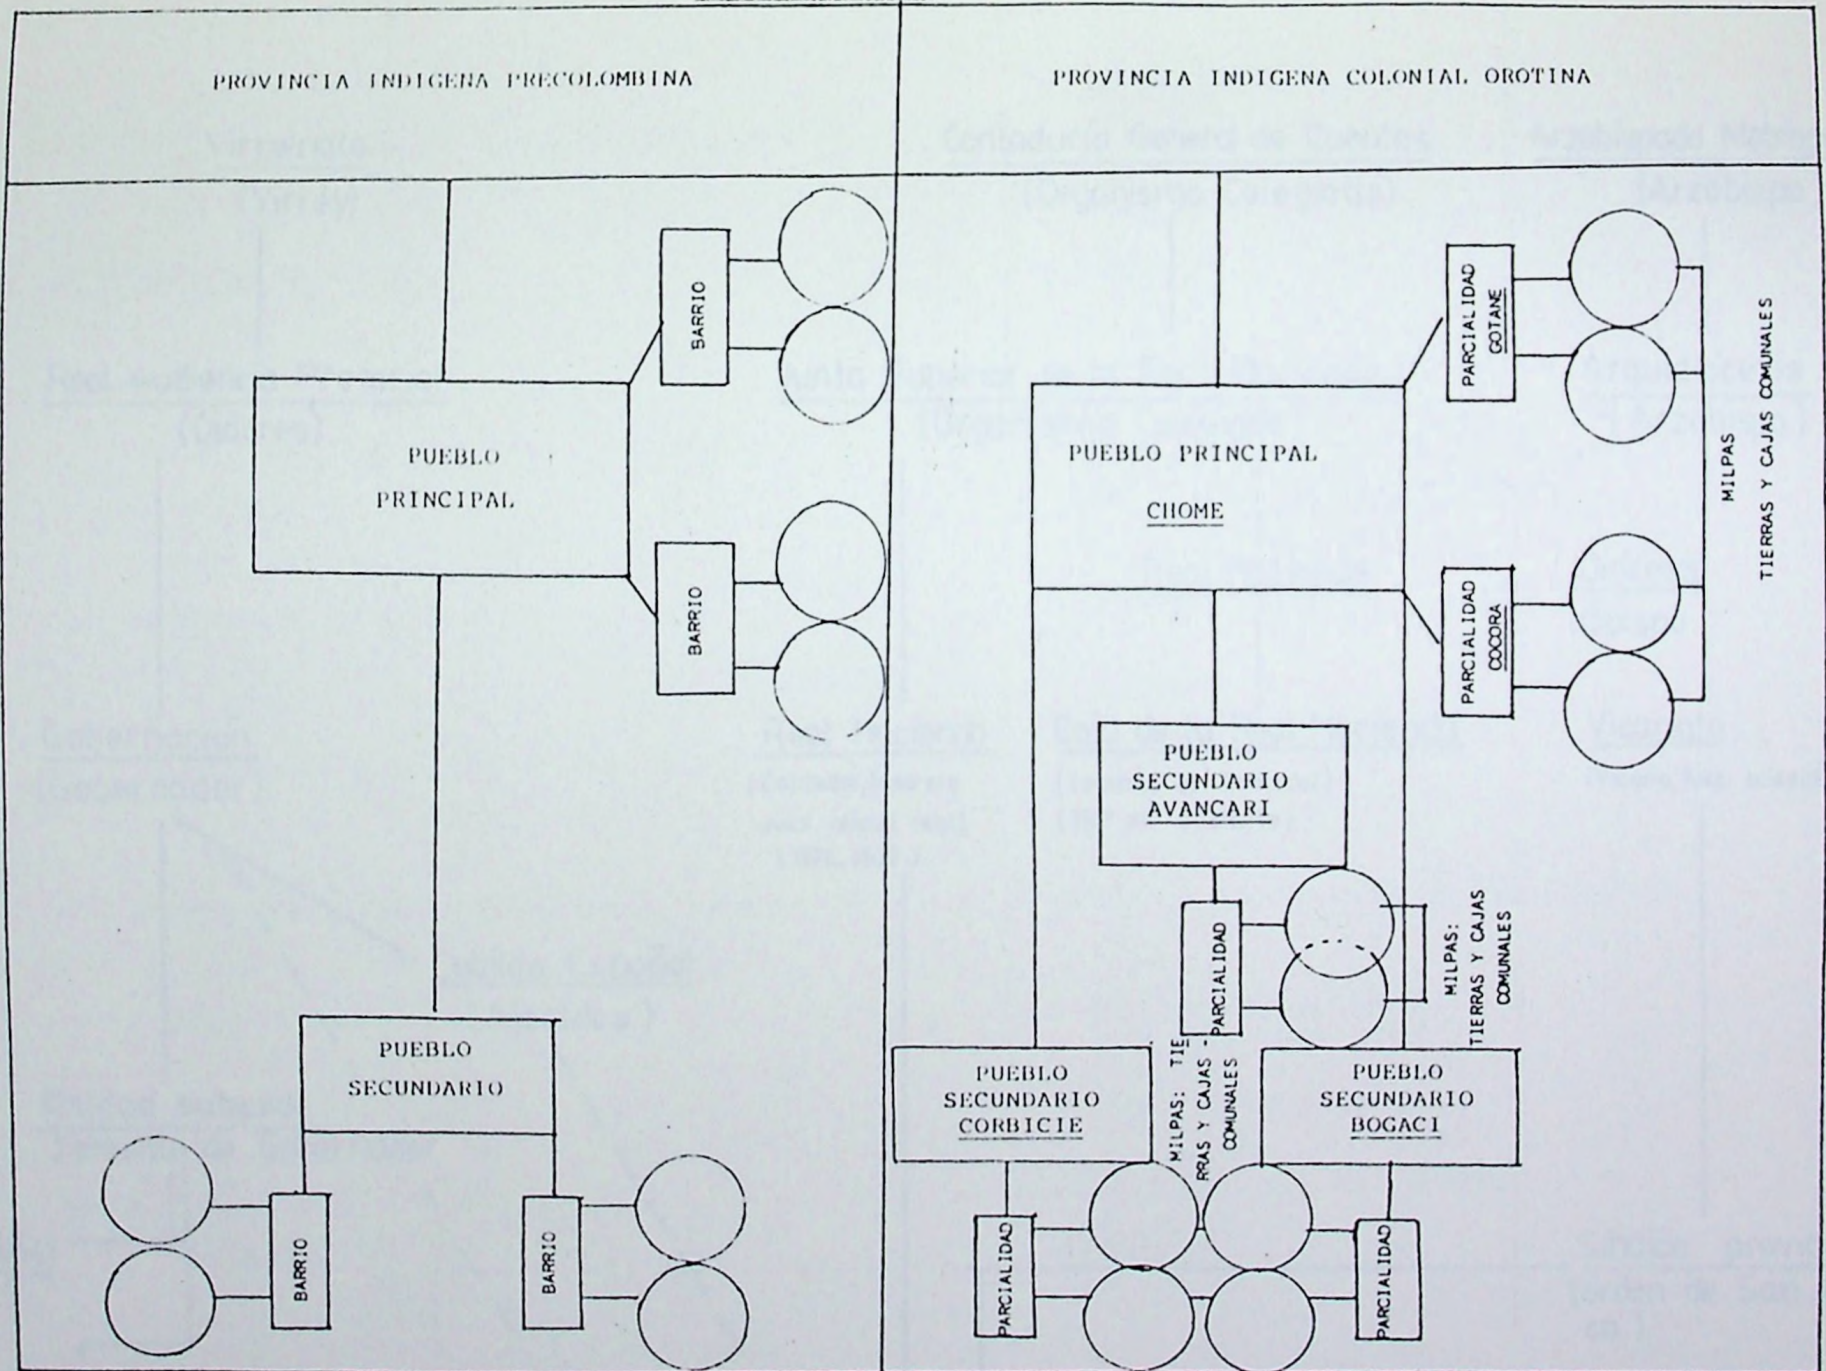 PROVINCIA INDIGENA PRECOLOMBINA
BARRIO
PUEBLO
PRINCIPAL
BARRIO
PUEBLO
SECUNDARIO
BARRIO
BARRIO
PROVINCIA INDIGENA COLONIAL OROTINA
PARCIALIDAD
GOTANE
PUEBLO PRINCIPAL
CHOME
PARCIALIDAD
COCORA
MILPAS
TIERRAS Y CAJAS COMUNALES
PUEBLO
SECUNDARIO
AVANCARI
PARCIALIDAD
MILPAS:
TIERRAS Y CAJAS
COMUNALES
PUEBLO
SECUNDARIO
CORBICIE
MILPAS: TIE
RRAS Y CAJAS -
COMUNALES
PUEBLO
SECUNDARIO
BOGACI
PARCIALIDAD
PARCIALIDAD